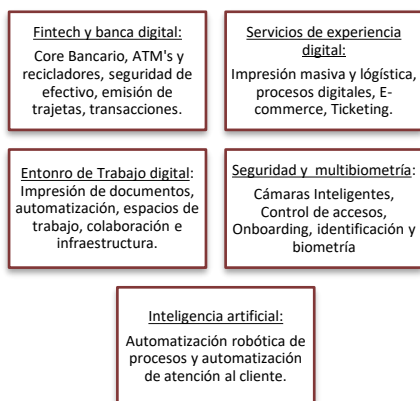 Fintech y banca digital:
Core Bancario, ATM's y
recicladores, seguridad de
efectivo, emisión de
trajetas, transacciones.
Servicios de experiencia
digital:
Impresión masiva y lógística,
procesos digitales, E-
commerce, Ticketing.
Entonro de Trabajo digital:
Impresión de documentos,
automatización, espacios de
trabajo, colaboración e
infraestructura.
Seguridad y multibiometría:
Cámaras Inteligentes,
Control de accesos,
Onboarding, identificación y
biometría
Inteligencia artificial:
Automatización robótica de
procesos y automatización
de atención al cliente.